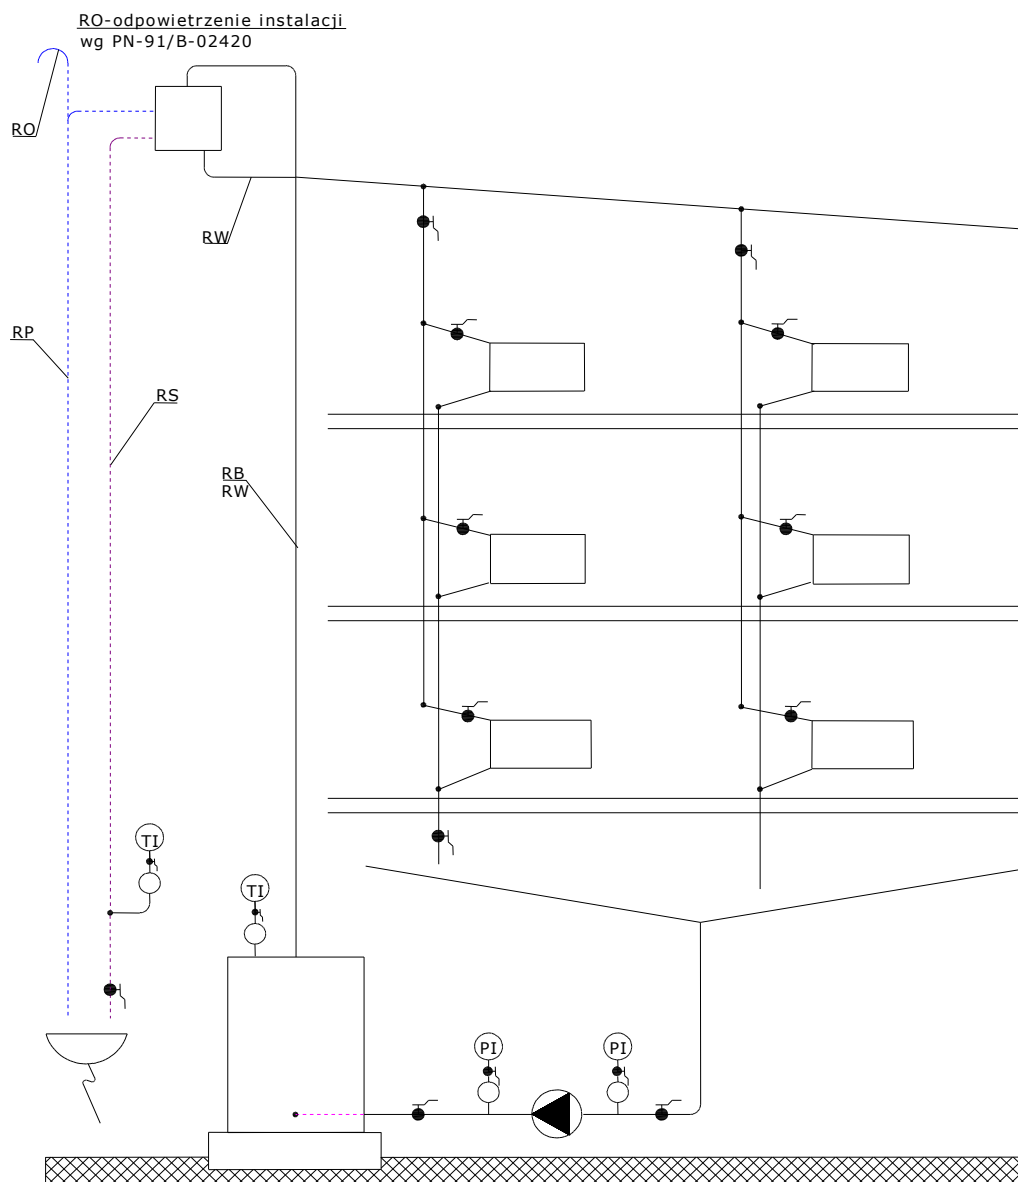 RO-odpowietrzenie instalacji
wg PN-91/B-02420
RO
RW
RP
RS
RB
RW
TI
TI
PI
PI